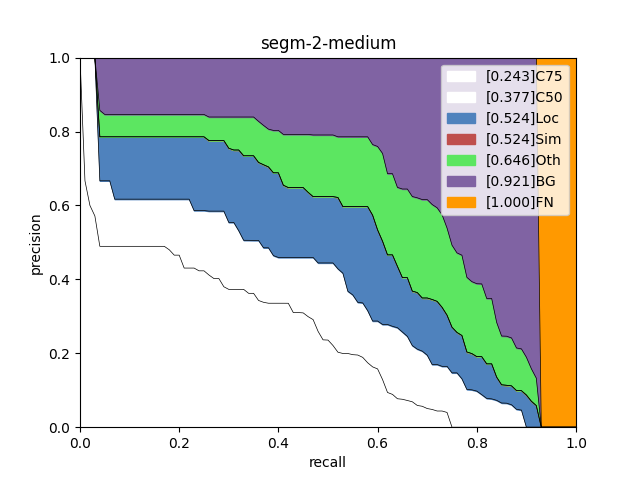 segm-2-medium
1.0
0.8
0.6
0.4
0.2
0.0
precision
[0.243]C75
[0.377]C50
[0.524]Loc
[0.524]Sim
[0.646]Oth
[0.921]BG
[1.000]FN
0.0 0.2 0.4 0.6 0.8 1.0
recall